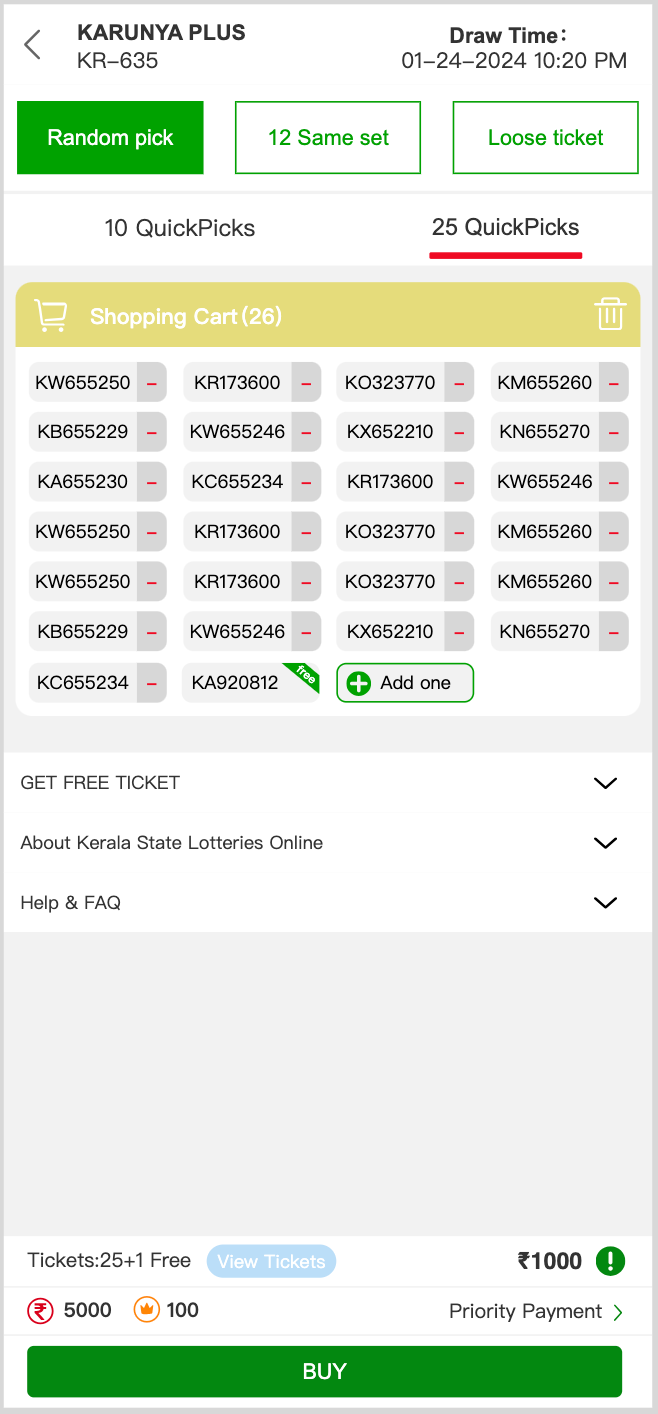 KARUNYA PLUS
KR-635
Draw Time:
01-24-2024 10:20 PM
Random pick
12 Same set
Loose ticket
10 QuickPicks
25 QuickPicks
Shopping Cart(26)
KW655250 - KR173600 - KO323770 - KM655260 -
KB655229 - KW655246 - KX652210 - KN655270 -
KA655230 - KC655234 - KR173600 - KW655246 -
KW655250 - KR173600 - KO323770 - KM655260 -
KW655250 - KR173600 - KO323770 - KM655260 -
KB655229 - KW655246 - KX652210 - KN655270 -
KC655234 - KA920812 free Add one
GET FREE TICKET
About Kerala State Lotteries Online
Help & FAQ
Tickets:25+1 Free View Tickets ₹1000
₹ 5000 100 Priority Payment
BUY